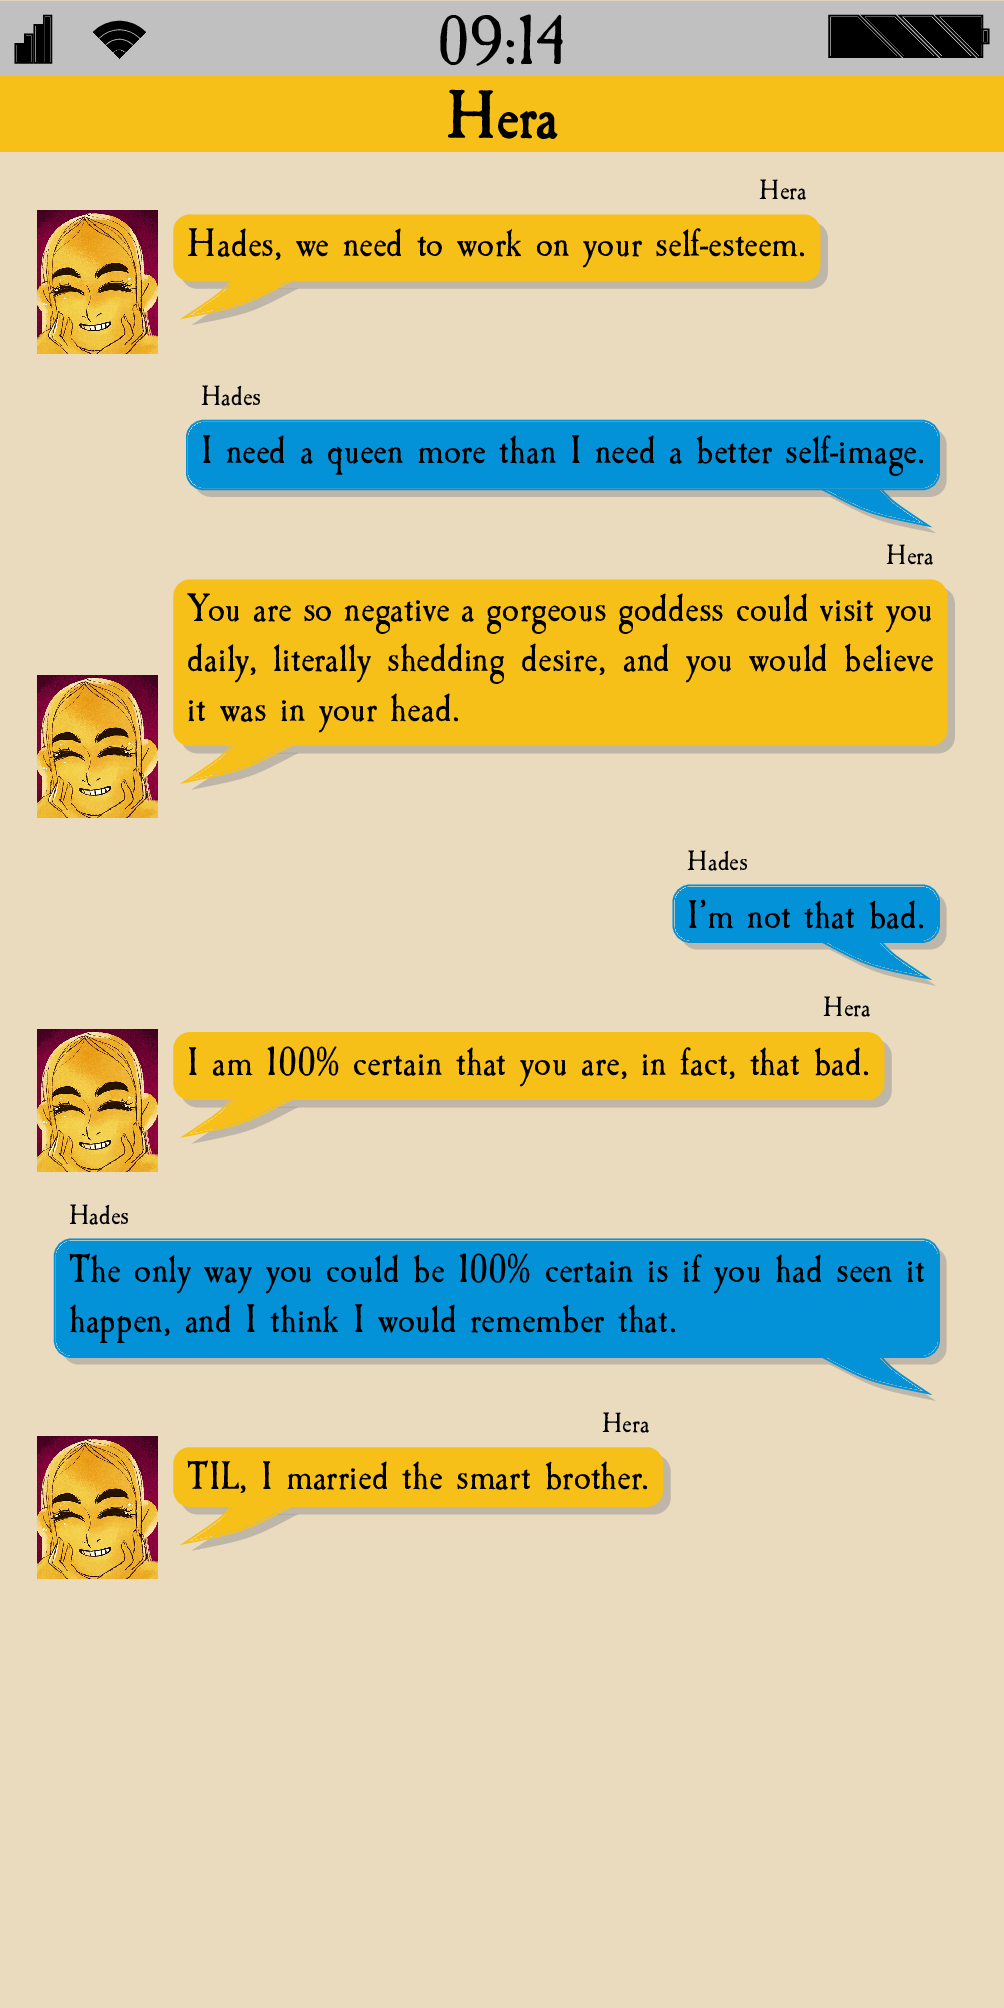 09:14
Hera
Hera
Hades, we need to work on your self-esteem.
Hades
I need a queen more than I need a better self-image.
Hera
You are so negative a gorgeous goddess could visit you
daily, literally shedding desire, and you would believe
it was in your head.
Hades
I'm not that bad.
Hera
I am 100% certain that you are, in fact, that bad.
Hades
The only way you could be 100% certain is if you had seen it
happen, and I think I would remember that.
Hera
TIL, I married the smart brother.